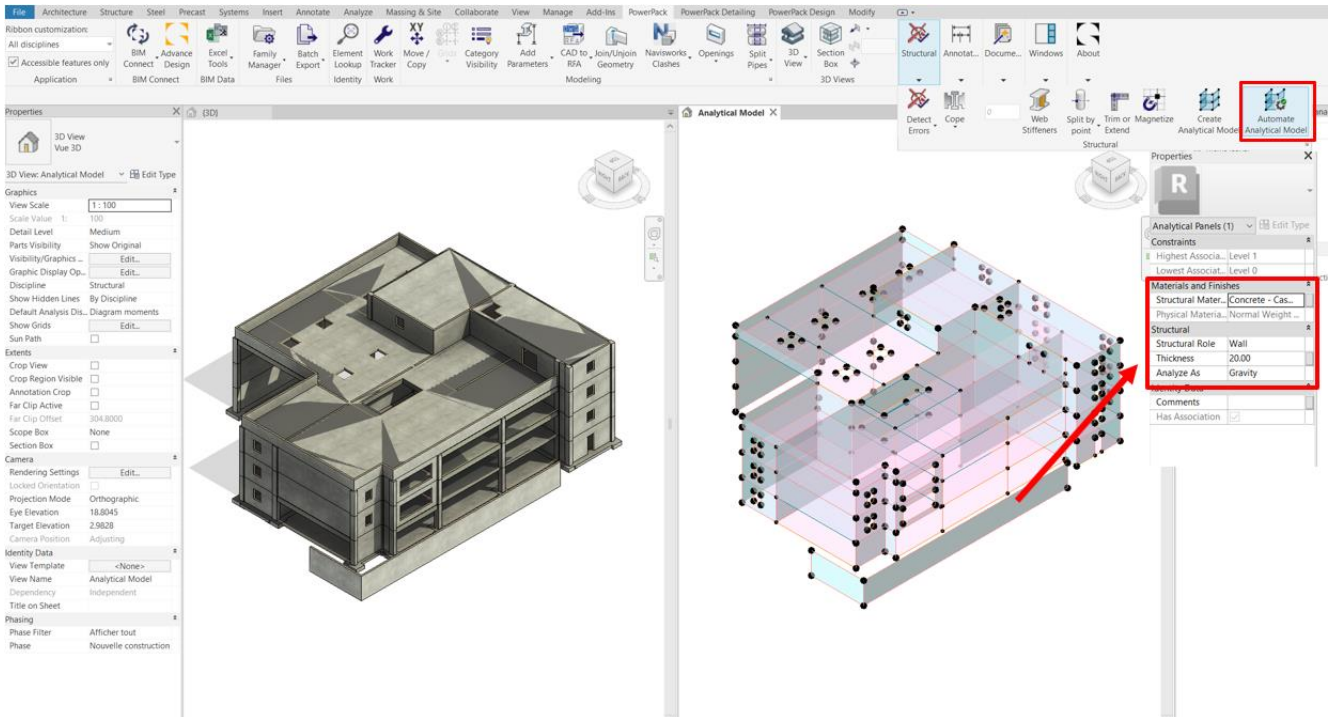 File Architecture Structure Steel Precast Systems Insert Annotate Analyze Massing & Site Collaborate View Manage Add-Ins PowerPack PowerPack Detailing PowerPack Design Modify
Ribbon customization:
All disciplines
Accessible features only
Application
BIM Connect
Advance Design
BIM Connect
Excel Tools
BIM Data
Family Manager
Batch Export
Files
Element Lookup
Identity
Work Tracker
Work
XY
Move / Copy
Grids
Category Visibility
Add Parameters
CAD to RFA
Join/Unjoin Geometry
Navisworks Clashes
Openings
Split Pipes
Modeling
3D View
Section Box
3D Views
Structural
Annotat...
Docume...
Windows
About
Detect Errors
Cope
0
Web Stiffeners
Split by point
Trim or Extend
Magnetize
Create Analytical Model
Automate Analytical Model
Structural
Properties X
3D View
Vue 3D
3D View: Analytical Model Edit Type
Graphics
View Scale 1 : 100
Scale Value 1: 100
Detail Level Medium
Parts Visibility Show Original
Visibility/Graphics ... Edit...
Graphic Display Op... Edit...
Discipline Structural
Show Hidden Lines By Discipline
Default Analysis Dis... Diagram moments
Show Grids Edit...
Sun Path
Extents
Crop View
Crop Region Visible
Annotation Crop
Far Clip Active
Far Clip Offset 304.8000
Scope Box None
Section Box
Camera
Rendering Settings Edit...
Locked Orientation
Projection Mode Orthographic
Eye Elevation 18.8045
Target Elevation 2.9828
Camera Position Adjusting
Identity Data
View Template <None>
View Name Analytical Model
Dependency Independent
Title on Sheet
Phasing
Phase Filter Afficher tout
Phase Nouvelle construction
{3D}
Analytical Model X
RIGHT BACK
RIGHT BACK
Properties X
R
Analytical Panels (1) Edit Type
Constraints
Highest Associa... Level 1
Lowest Associat... Level 0
Materials and Finishes
Structural Mater... Concrete - Cas...
Physical Materia... Normal Weight ...
Structural
Structural Role Wall
Thickness 20.00
Analyze As Gravity
Identity Data
Comments
Has Association